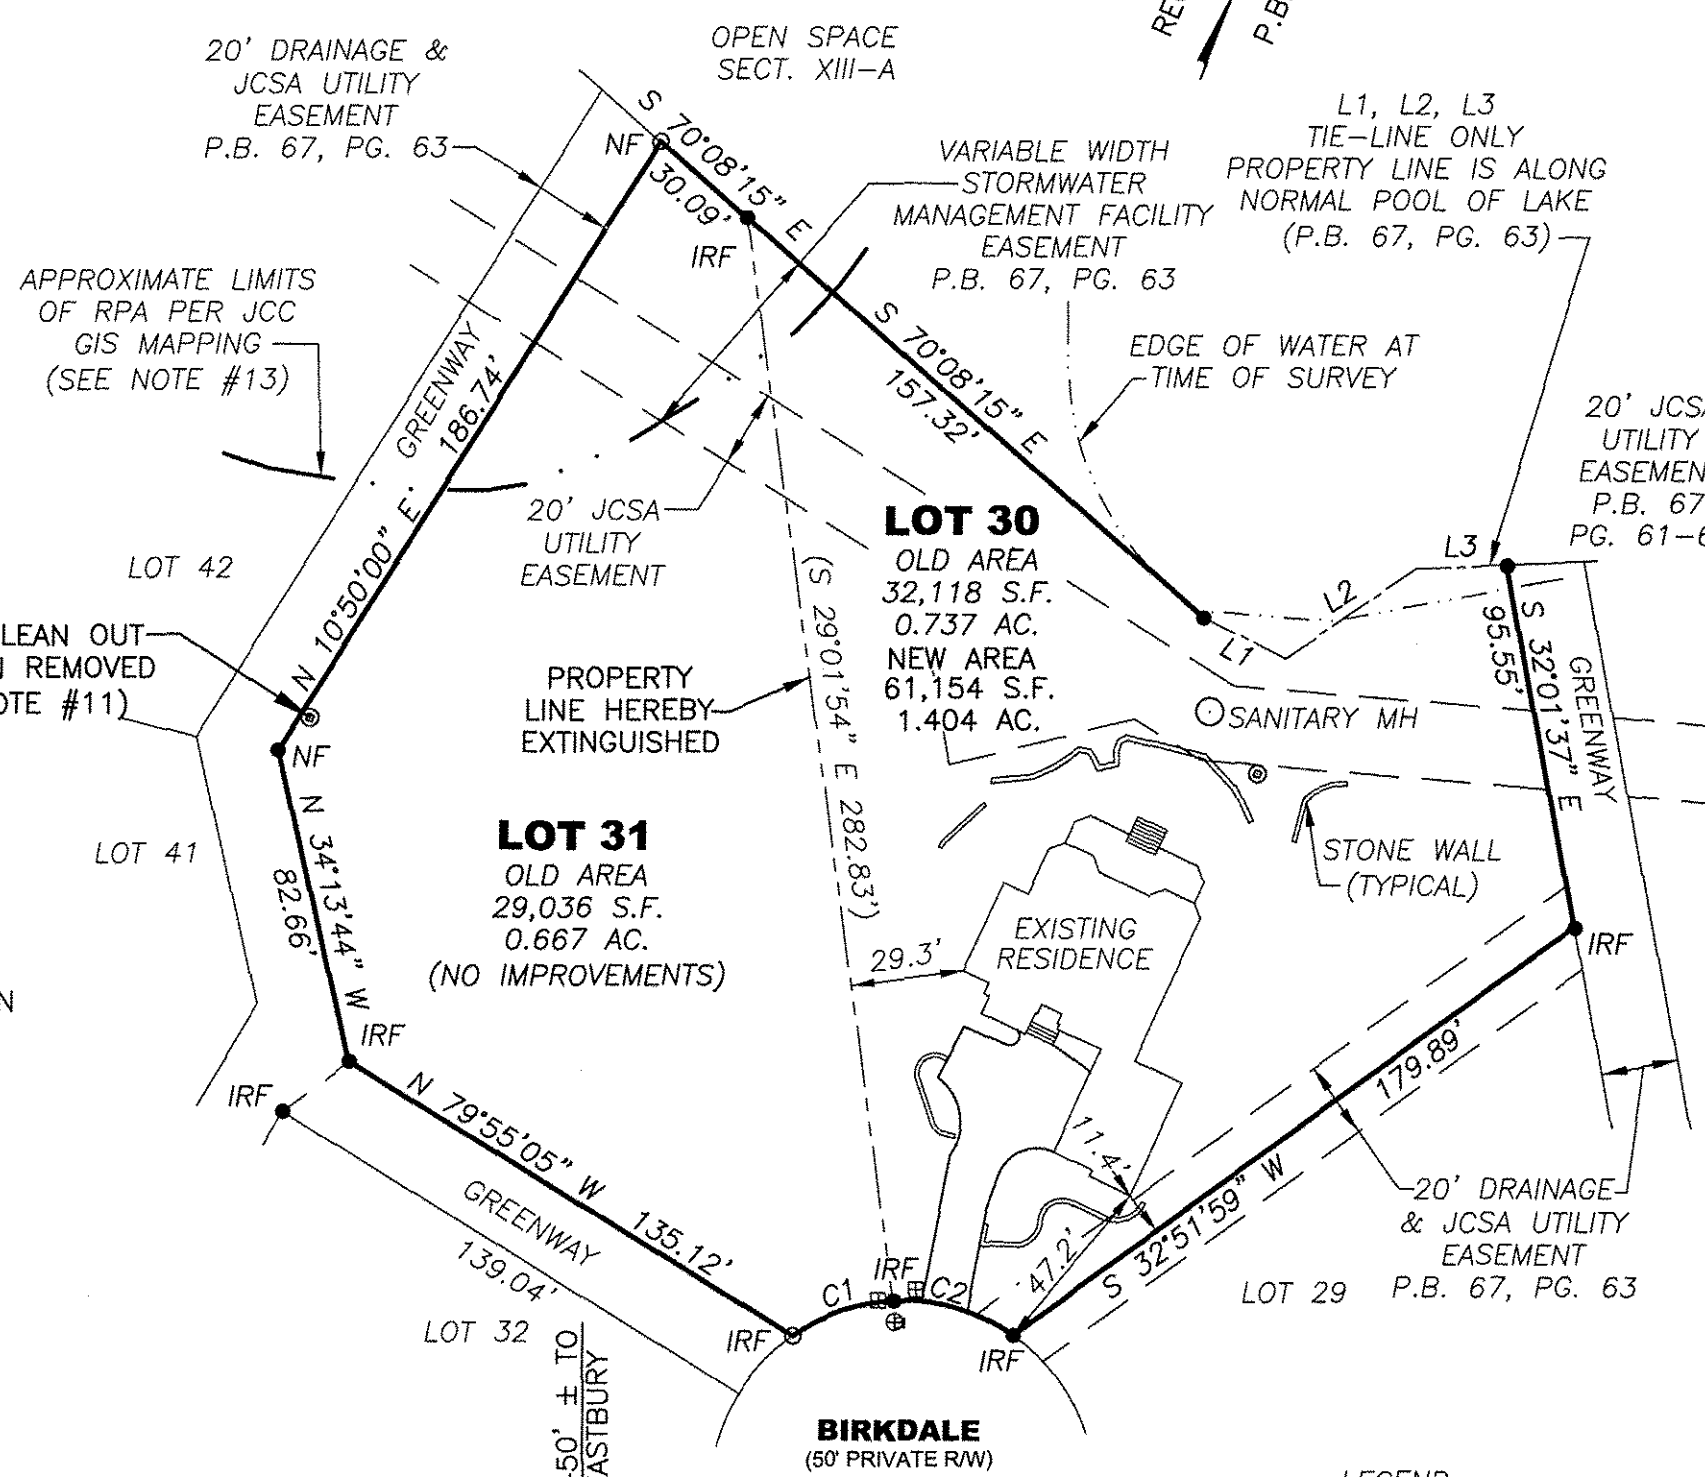 OPEN SPACE
SECT. XIII-A
20' DRAINAGE &
JCSA UTILITY
EASEMENT
P.B. 67, PG. 63
S 70°08'15" E
30.09'
NF
IRF
VARIABLE WIDTH
STORMWATER
MANAGEMENT FACILITY
EASEMENT
P.B. 67, PG. 63
L1, L2, L3
TIE-LINE ONLY
PROPERTY LINE IS ALONG
NORMAL POOL OF LAKE
(P.B. 67, PG. 63)
APPROXIMATE LIMITS
OF RPA PER JCC
GIS MAPPING
(SEE NOTE #13)
GREENWAY
186.74'
N 10°50'00" E
S 70°08'15" E
157.32'
EDGE OF WATER AT
TIME OF SURVEY
20' JCSA
UTILITY
EASEMEN
P.B. 67
PG. 61-6
20' JCSA
UTILITY
EASEMENT
LOT 30
OLD AREA
32,118 S.F.
0.737 AC.
NEW AREA
61,154 S.F.
1.404 AC.
L3
L2
L1
LOT 42
LEAN OUT
N REMOVED
OTE #11)
NF
PROPERTY
LINE HEREBY
EXTINGUISHED
(S 29°01'54" E 282.83')
SANITARY MH
S 32°01'37" E
95.55'
GREENWAY
LOT 41
N 34°13'44" W
82.66'
LOT 31
OLD AREA
29,036 S.F.
0.667 AC.
(NO IMPROVEMENTS)
STONE WALL
(TYPICAL)
29.3'
EXISTING
RESIDENCE
IRF
N
IRF
IRF
N 79°55'05" W
135.12'
GREENWAY
139.04'
179.89'
S 32°51'59" W
11.4'
47.2'
20' DRAINAGE
& JCSA UTILITY
EASEMENT
P.B. 67, PG. 63
LOT 29
IRF
C1
C2
LOT 32
IRF
IRF
50' ± TO
ASTBURY
BIRKDALE
(50' PRIVATE R/W)
LEGEND